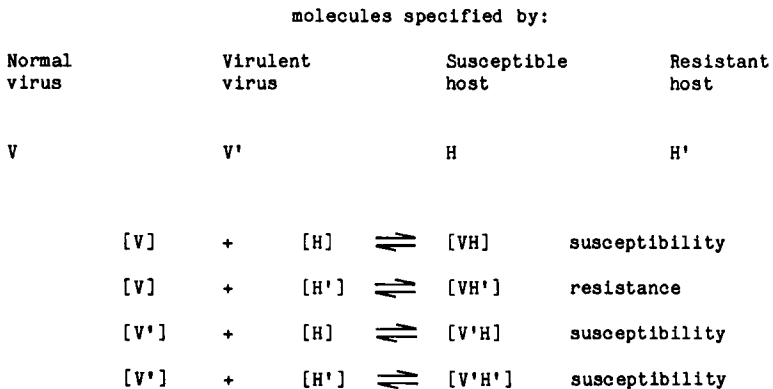 molecules specified by:
Normal virus Virulent virus Susceptible host Resistant host
V V' H H'
[V] + [H] ⇌ [VH] susceptibility
[V] + [H'] ⇌ [VH'] resistance
[V'] + [H] ⇌ [V'H] susceptibility
[V'] + [H'] ⇌ [V'H'] susceptibility